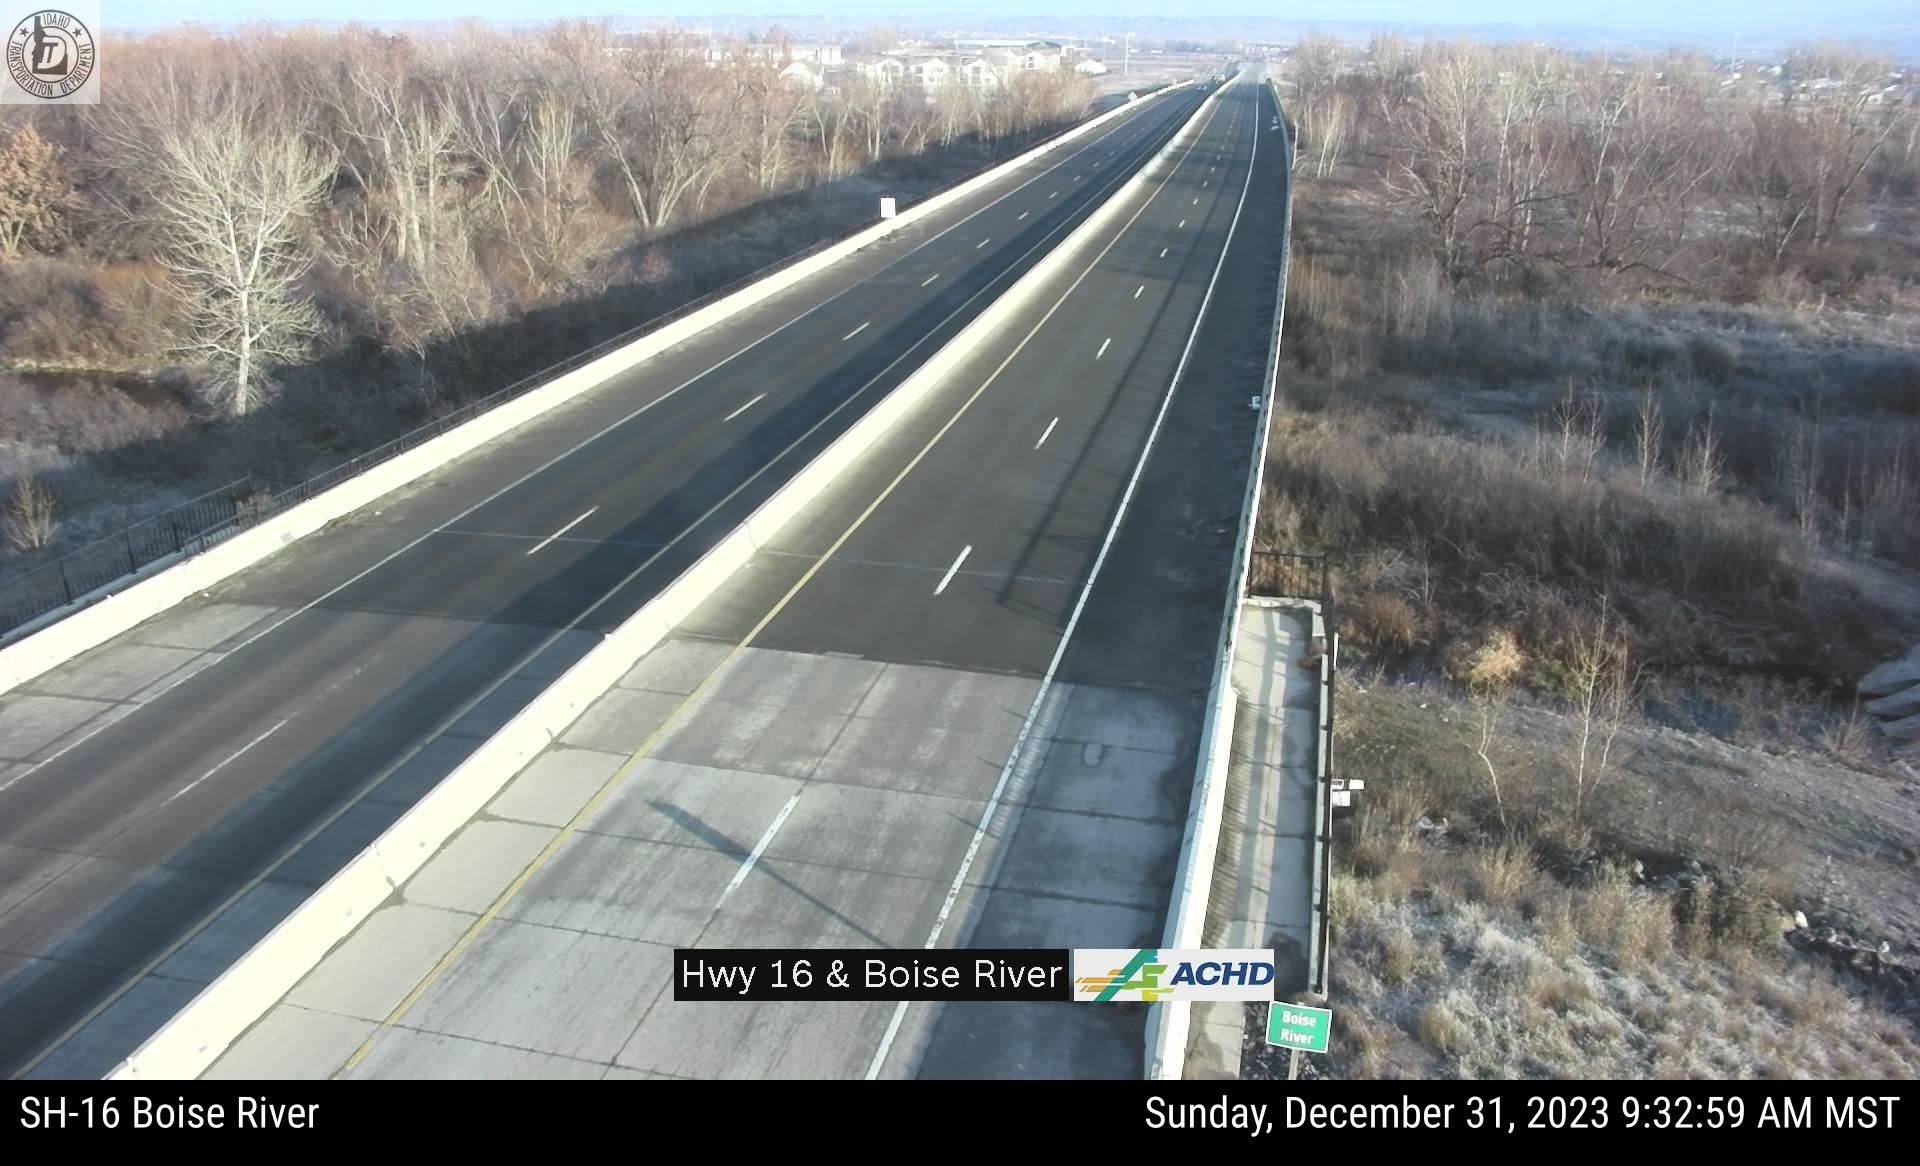 IDAHO
TRANSPORTATION DEPARTMENT
Hwy 16 & Boise River
ACHD
Boise
River
SH-16 Boise River
Sunday, December 31, 2023 9:32:59 AM MST